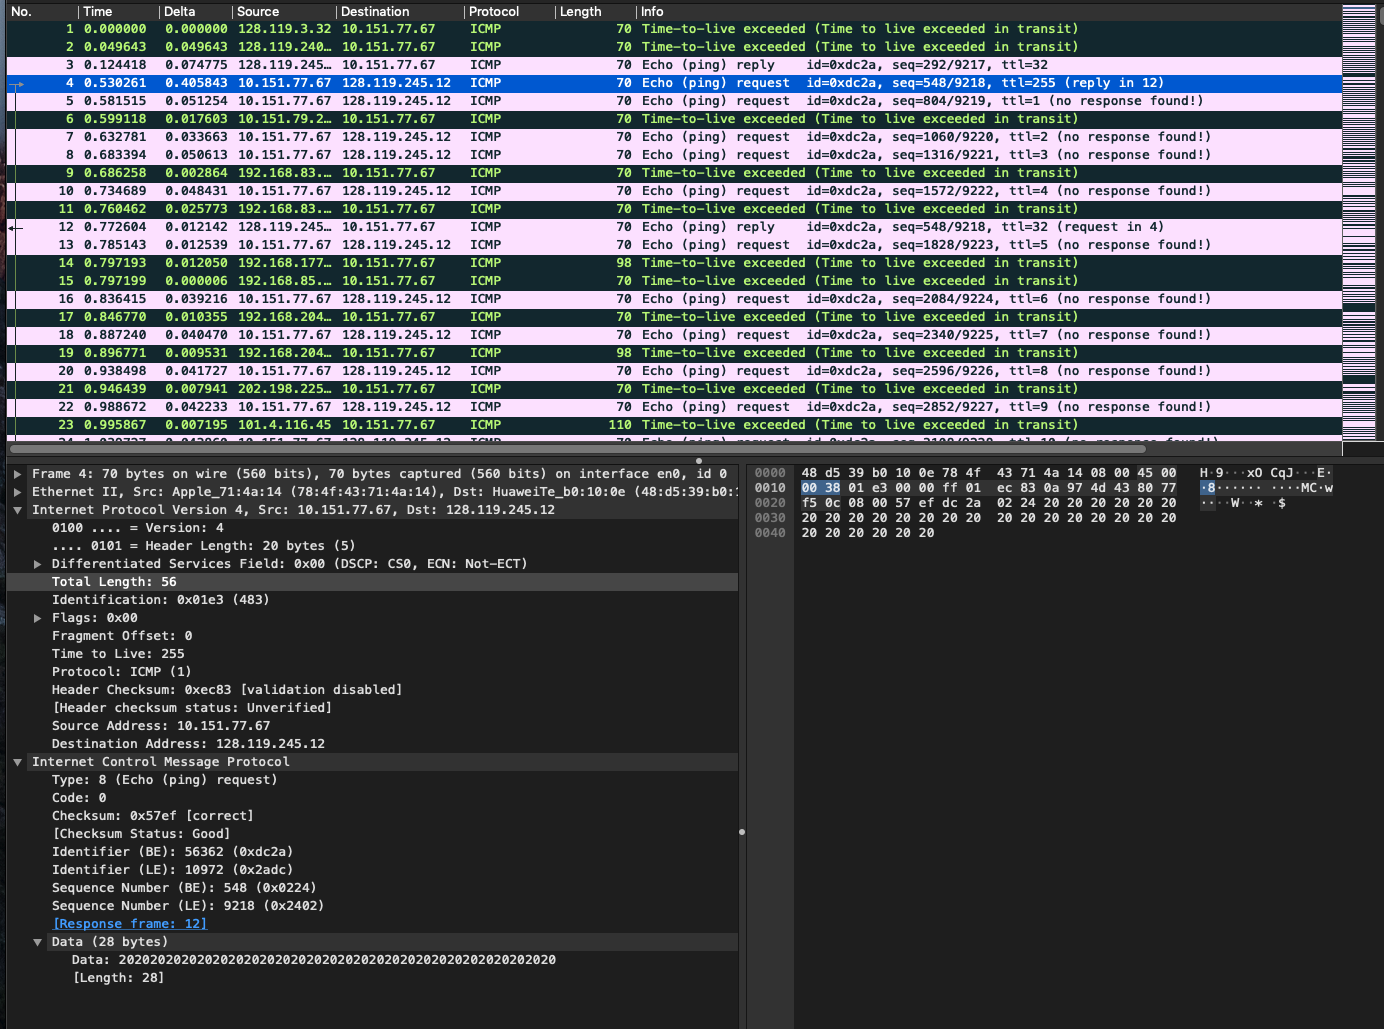 No. Time Delta Source Destination Protocol Length Info
1 0.000000 0.000000 128.119.3.32 10.151.77.67 ICMP 70 Time-to-live exceeded (Time to live exceeded in transit)
2 0.049643 0.049643 128.119.240… 10.151.77.67 ICMP 70 Time-to-live exceeded (Time to live exceeded in transit)
3 0.124418 0.074775 128.119.245… 10.151.77.67 ICMP 70 Echo (ping) reply id=0xdc2a, seq=292/9217, ttl=32
4 0.530261 0.405843 10.151.77.67 128.119.245.12 ICMP 70 Echo (ping) request id=0xdc2a, seq=548/9218, ttl=255 (reply in 12)
5 0.581515 0.051254 10.151.77.67 128.119.245.12 ICMP 70 Echo (ping) request id=0xdc2a, seq=804/9219, ttl=1 (no response found!)
6 0.599118 0.017603 10.151.79.2… 10.151.77.67 ICMP 70 Time-to-live exceeded (Time to live exceeded in transit)
7 0.632781 0.033663 10.151.77.67 128.119.245.12 ICMP 70 Echo (ping) request id=0xdc2a, seq=1060/9220, ttl=2 (no response found!)
8 0.683394 0.050613 10.151.77.67 128.119.245.12 ICMP 70 Echo (ping) request id=0xdc2a, seq=1316/9221, ttl=3 (no response found!)
9 0.686258 0.002864 192.168.83.… 10.151.77.67 ICMP 70 Time-to-live exceeded (Time to live exceeded in transit)
10 0.734689 0.048431 10.151.77.67 128.119.245.12 ICMP 70 Echo (ping) request id=0xdc2a, seq=1572/9222, ttl=4 (no response found!)
11 0.760462 0.025773 192.168.83.… 10.151.77.67 ICMP 70 Time-to-live exceeded (Time to live exceeded in transit)
12 0.772604 0.012142 128.119.245… 10.151.77.67 ICMP 70 Echo (ping) reply id=0xdc2a, seq=548/9218, ttl=32 (request in 4)
13 0.785143 0.012539 10.151.77.67 128.119.245.12 ICMP 70 Echo (ping) request id=0xdc2a, seq=1828/9223, ttl=5 (no response found!)
14 0.797193 0.012050 192.168.177… 10.151.77.67 ICMP 98 Time-to-live exceeded (Time to live exceeded in transit)
15 0.797199 0.000006 192.168.85.… 10.151.77.67 ICMP 70 Time-to-live exceeded (Time to live exceeded in transit)
16 0.836415 0.039216 10.151.77.67 128.119.245.12 ICMP 70 Echo (ping) request id=0xdc2a, seq=2084/9224, ttl=6 (no response found!)
17 0.846770 0.010355 192.168.204… 10.151.77.67 ICMP 70 Time-to-live exceeded (Time to live exceeded in transit)
18 0.887240 0.040470 10.151.77.67 128.119.245.12 ICMP 70 Echo (ping) request id=0xdc2a, seq=2340/9225, ttl=7 (no response found!)
19 0.896771 0.009531 192.168.204… 10.151.77.67 ICMP 98 Time-to-live exceeded (Time to live exceeded in transit)
20 0.938498 0.041727 10.151.77.67 128.119.245.12 ICMP 70 Echo (ping) request id=0xdc2a, seq=2596/9226, ttl=8 (no response found!)
21 0.946439 0.007941 202.198.225… 10.151.77.67 ICMP 70 Time-to-live exceeded (Time to live exceeded in transit)
22 0.988672 0.042233 10.151.77.67 128.119.245.12 ICMP 70 Echo (ping) request id=0xdc2a, seq=2852/9227, ttl=9 (no response found!)
23 0.995867 0.007195 101.4.116.45 10.151.77.67 ICMP 110 Time-to-live exceeded (Time to live exceeded in transit)
Frame 4: 70 bytes on wire (560 bits), 70 bytes captured (560 bits) on interface en0, id 0
Ethernet II, Src: Apple_71:4a:14 (78:4f:43:71:4a:14), Dst: HuaweiTe_b0:10:0e (48:d5:39:b0:1
Internet Protocol Version 4, Src: 10.151.77.67, Dst: 128.119.245.12
0100 .... = Version: 4
.... 0101 = Header Length: 20 bytes (5)
Differentiated Services Field: 0x00 (DSCP: CS0, ECN: Not-ECT)
Total Length: 56
Identification: 0x01e3 (483)
Flags: 0x00
Fragment Offset: 0
Time to Live: 255
Protocol: ICMP (1)
Header Checksum: 0xec83 [validation disabled]
[Header checksum status: Unverified]
Source Address: 10.151.77.67
Destination Address: 128.119.245.12
Internet Control Message Protocol
Type: 8 (Echo (ping) request)
Code: 0
Checksum: 0x57ef [correct]
[Checksum Status: Good]
Identifier (BE): 56362 (0xdc2a)
Identifier (LE): 10972 (0x2adc)
Sequence Number (BE): 548 (0x0224)
Sequence Number (LE): 9218 (0x2402)
[Response frame: 12]
Data (28 bytes)
Data: 20202020202020202020202020202020202020202020202020202020
[Length: 28]
0000 48 d5 39 b0 10 0e 78 4f 43 71 4a 14 08 00 45 00 H·9···xO CqJ···E·
0010 00 38 01 e3 00 00 ff 01 ec 83 0a 97 4d 43 80 77 ·8······ ····MC·w
0020 f5 0c 08 00 57 ef dc 2a 02 24 20 20 20 20 20 20 ····W··* ·$
0030 20 20 20 20 20 20 20 20 20 20 20 20 20 20 20 20
0040 20 20 20 20 20 20